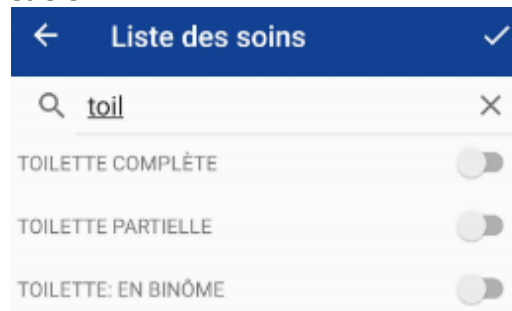 Liste des soins
toil
TOILETTE COMPLÈTE
TOILETTE PARTIELLE
TOILETTE: EN BINÔME